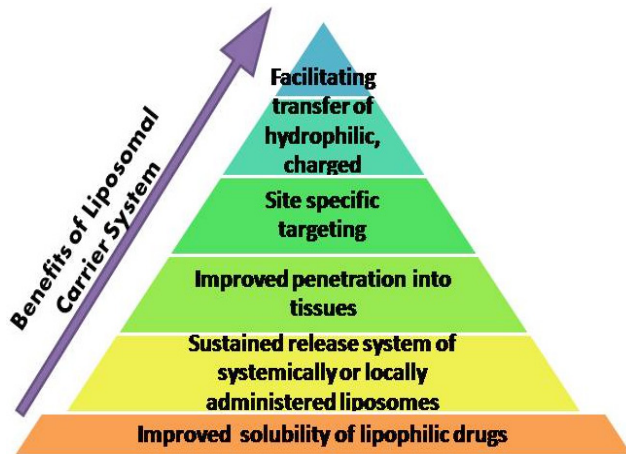 Benefits of Liposomal
Carrier System
Facilitating
transfer of
hydrophilic,
charged
Site specific
targeting
Improved penetration into
tissues
Sustained release system of
systemically or locally
administered liposomes
Improved solubility of lipophilic drugs